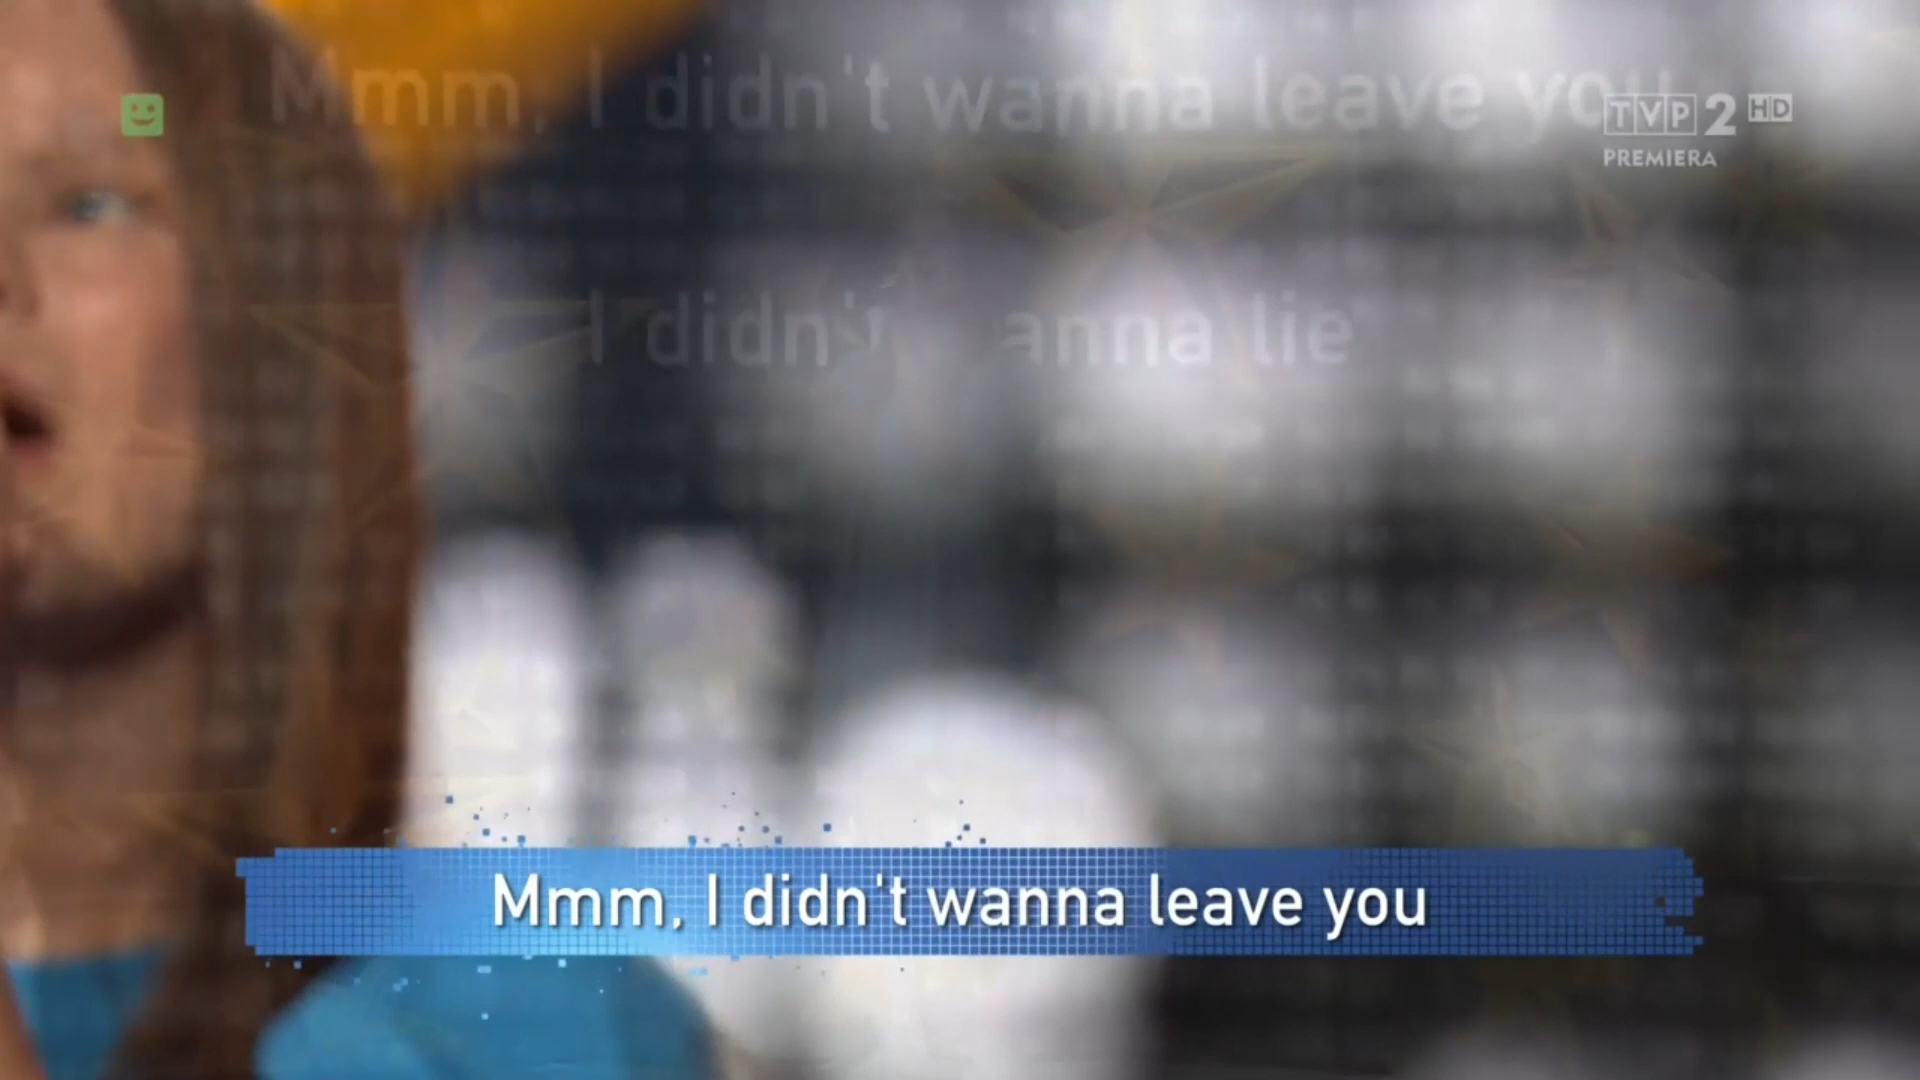 Mmm, I didn't wanna leave you
TVP 2 HD
PREMIERA
I didn't wanna lie
Mmm, I didn't wanna leave you